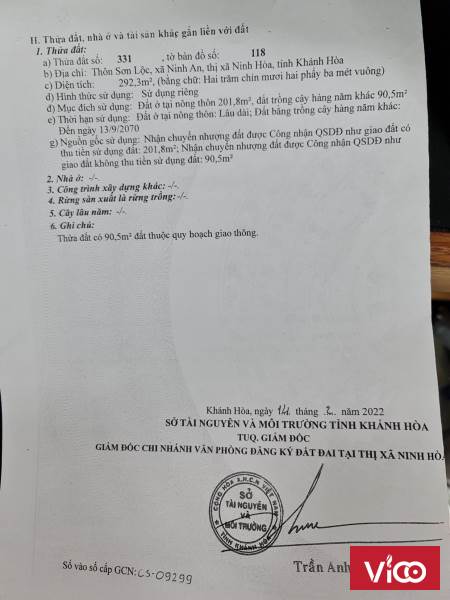 II. Thửa đất, nhà ở và tài sản khác gắn liền với đất
1. Thửa đất:
a) Thửa đất số: 331 , tờ bản đồ số: 118
b) Địa chỉ: Thôn Sơn Lộc, xã Ninh An, thị xã Ninh Hòa, tỉnh Khánh Hòa
c) Diện tích: 292,3m², (bằng chữ: Hai trăm chín mươi hai phẩy ba mét vuông)
d) Hình thức sử dụng: Sử dụng riêng
đ) Mục đích sử dụng: Đất ở tại nông thôn 201,8m², đất trồng cây hàng năm khác 90,5m²
e) Thời hạn sử dụng: Đất ở tại nông thôn: Lâu dài; Đất bằng trồng cây hàng năm khác:
Đến ngày 13/9/2070
g) Nguồn gốc sử dụng: Nhận chuyển nhượng đất được Công nhận QSDĐ như giao đất có
thu tiền sử dụng đất: 201,8m²; Nhận chuyển nhượng đất được Công nhận QSDĐ như
giao đất không thu tiền sử dụng đất: 90,5m²
2. Nhà ở: -/-.
3. Công trình xây dựng khác: -/-.
4. Rừng sản xuất là rừng trồng: -/-.
5. Cây lâu năm: -/-.
6. Ghi chú:
Thửa đất có 90,5m² đất thuộc quy hoạch giao thông.
Khánh Hòa, ngày 14 tháng 2 năm 2022
SỞ TÀI NGUYÊN VÀ MÔI TRƯỜNG TỈNH KHÁNH HÒA
TUQ. GIÁM ĐỐC
GIÁM ĐỐC CHI NHÁNH VĂN PHÒNG ĐĂNG KÝ ĐẤT ĐAI TẠI THỊ XÃ NINH HÒA
CỘNG HÒA X.H.C.N VIỆT NAM
SỞ
TÀI NGUYÊN
VÀ
MÔI TRƯỜNG
TỈNH KHÁNH HÒA
Số vào sổ cấp GCN: CS-09299
Trần Anh
Vico